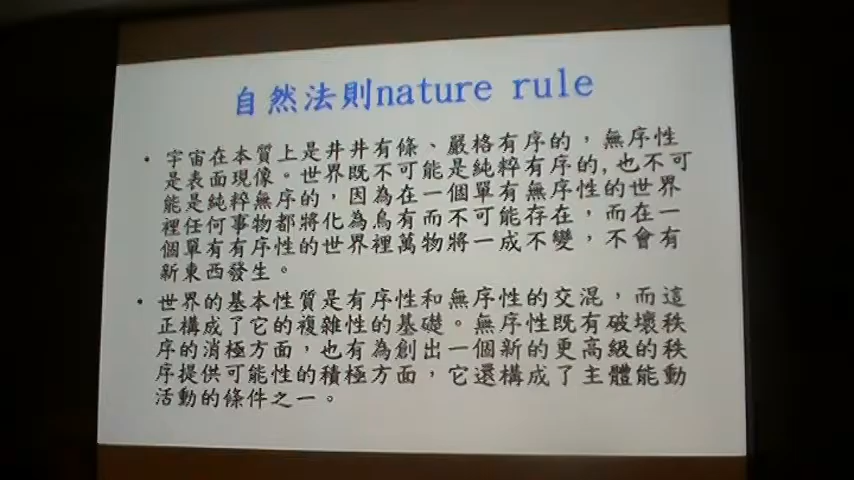 自然法則nature rule
• 宇宙在本質上是井井有條、嚴格有序的，無序性
是表面現像。世界既不可能是純粹有序的,也不可
能是純粹無序的，因為在一個單有無序性的世界
裡任何事物都將化為烏有而不可能存在，而在一
個單有有序性的世界裡萬物將一成不變，不會有
新東西發生。
• 世界的基本性質是有序性和無序性的交混，而這
正構成了它的複雜性的基礎。無序性既有破壞秩
序的消極方面，也有為創出一個新的更高級的秩
序提供可能性的積極方面，它還構成了主體能動
活動的條件之一。